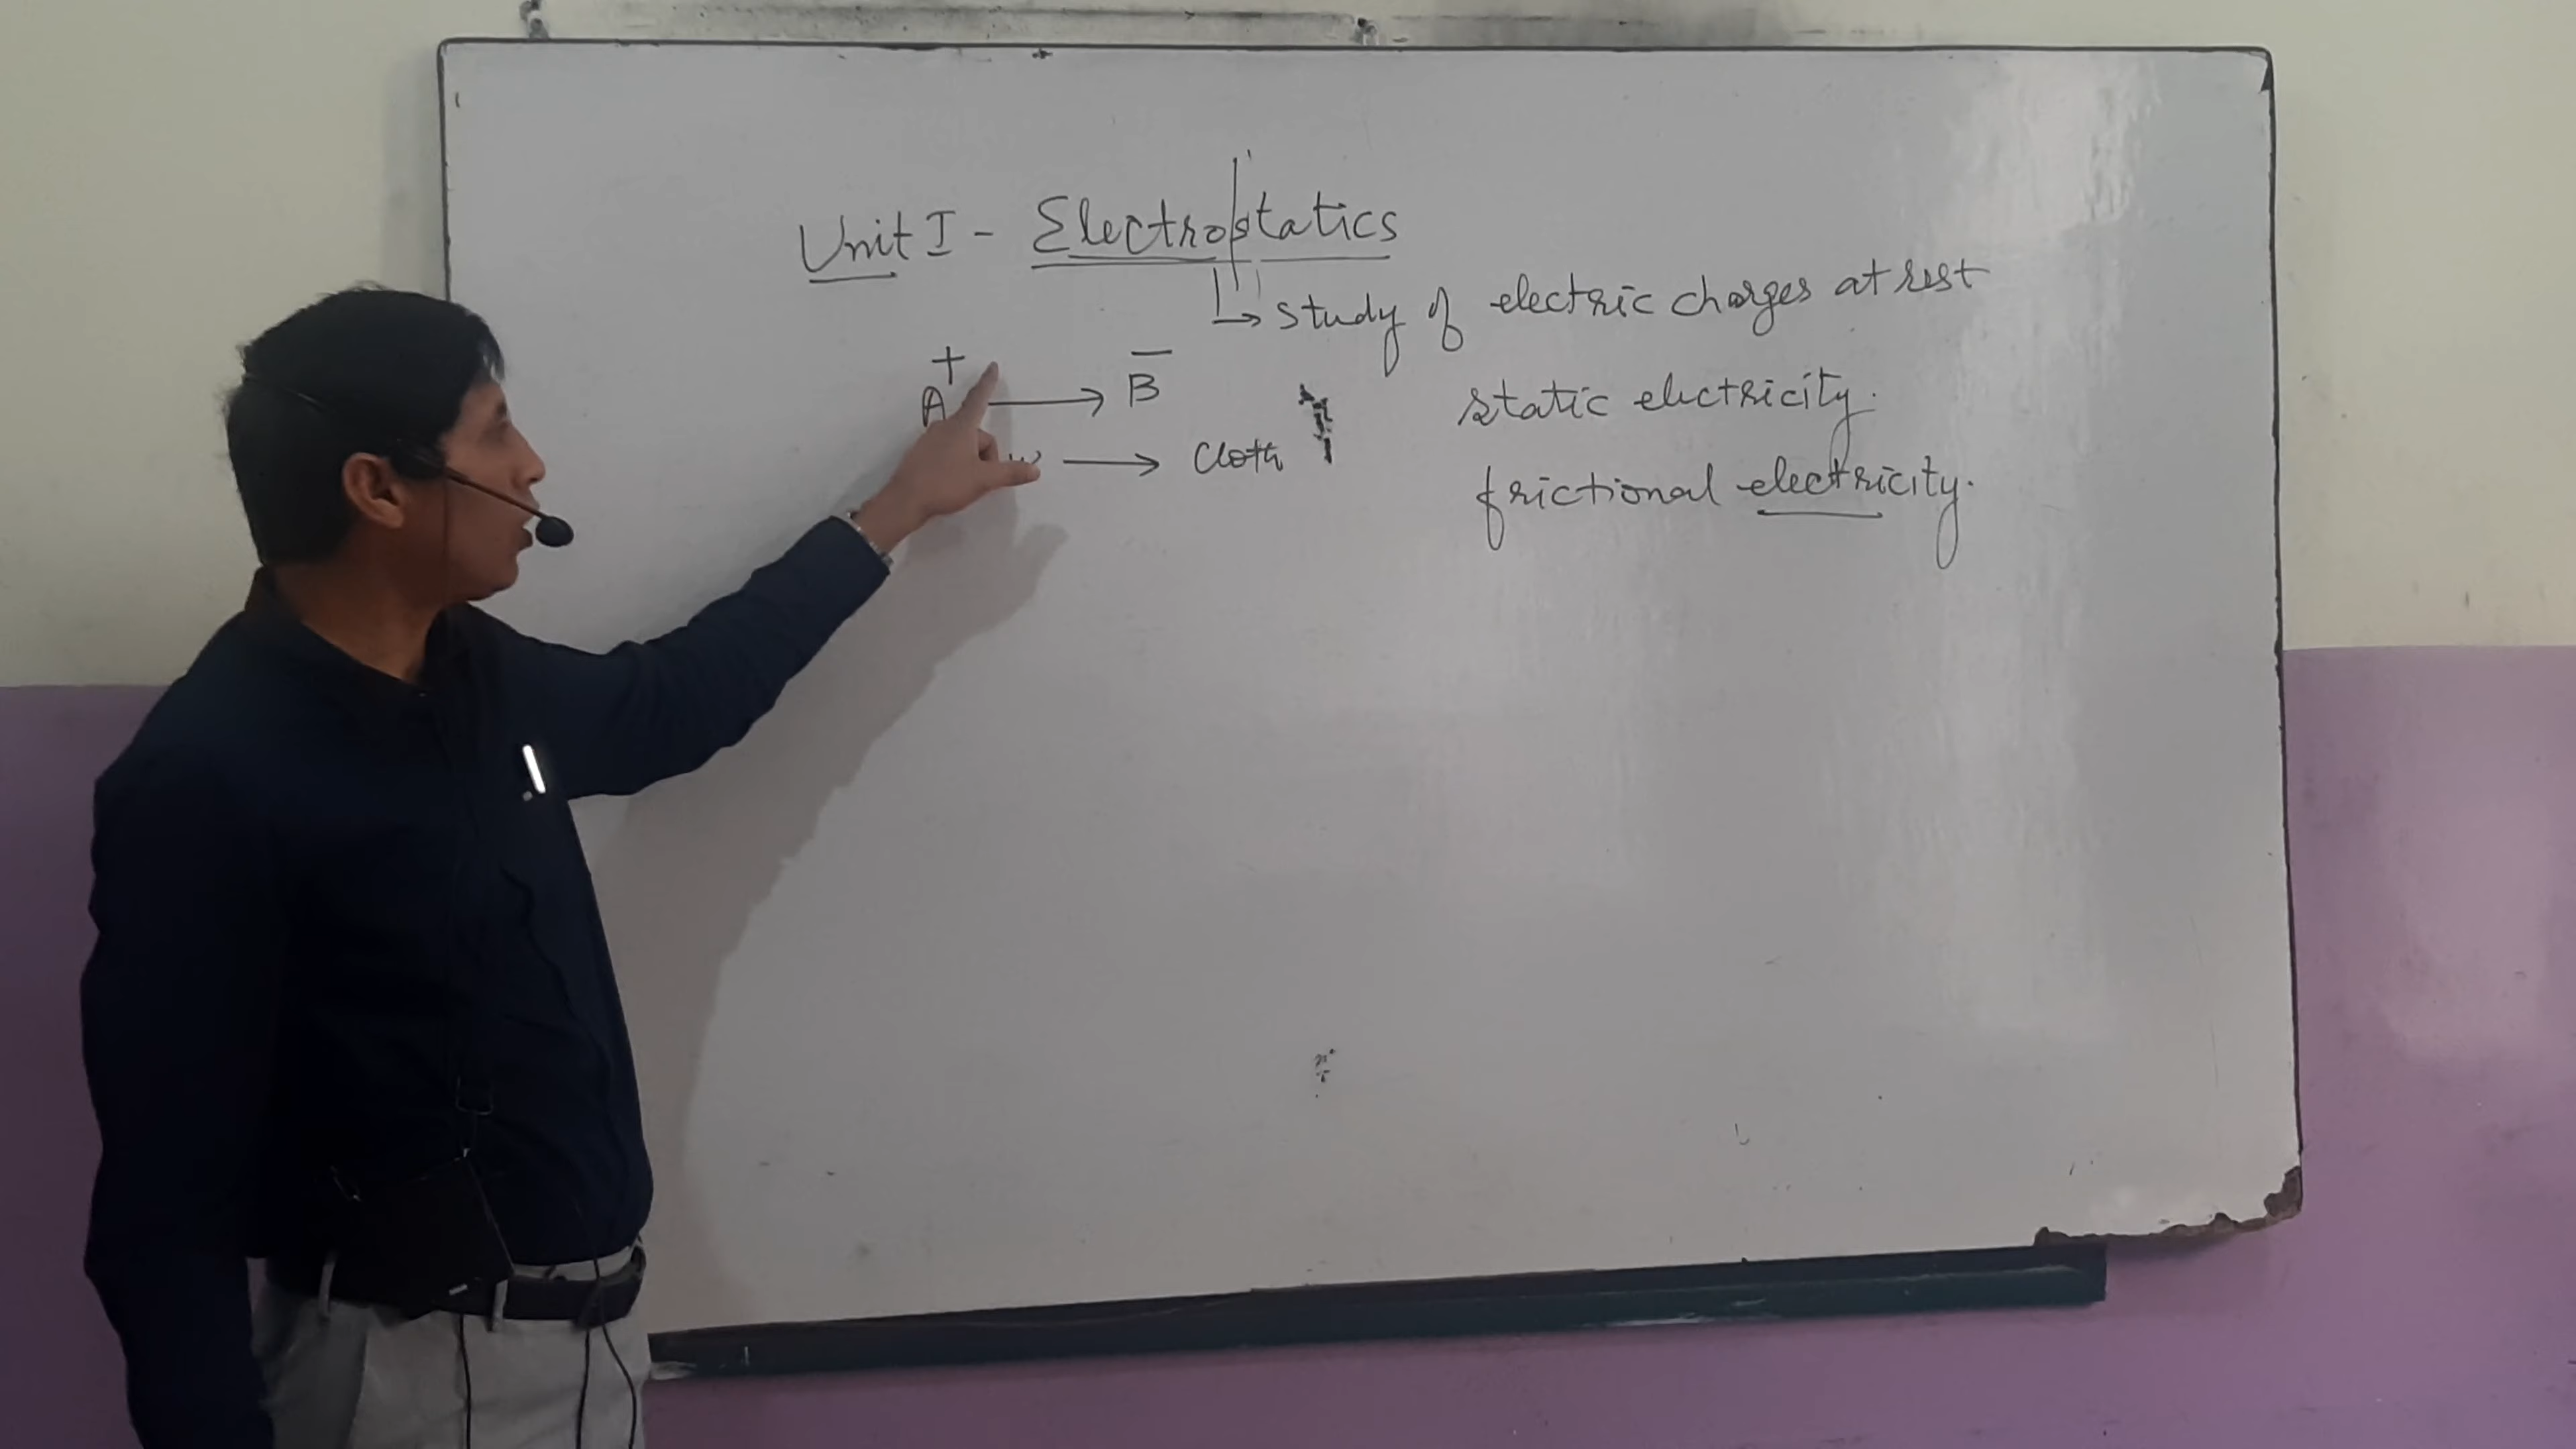 Unit I - Electrostatics
↳ study of electric charges at rest
+ −
A → B
static electricity.
→ Cloth
frictional electricity.